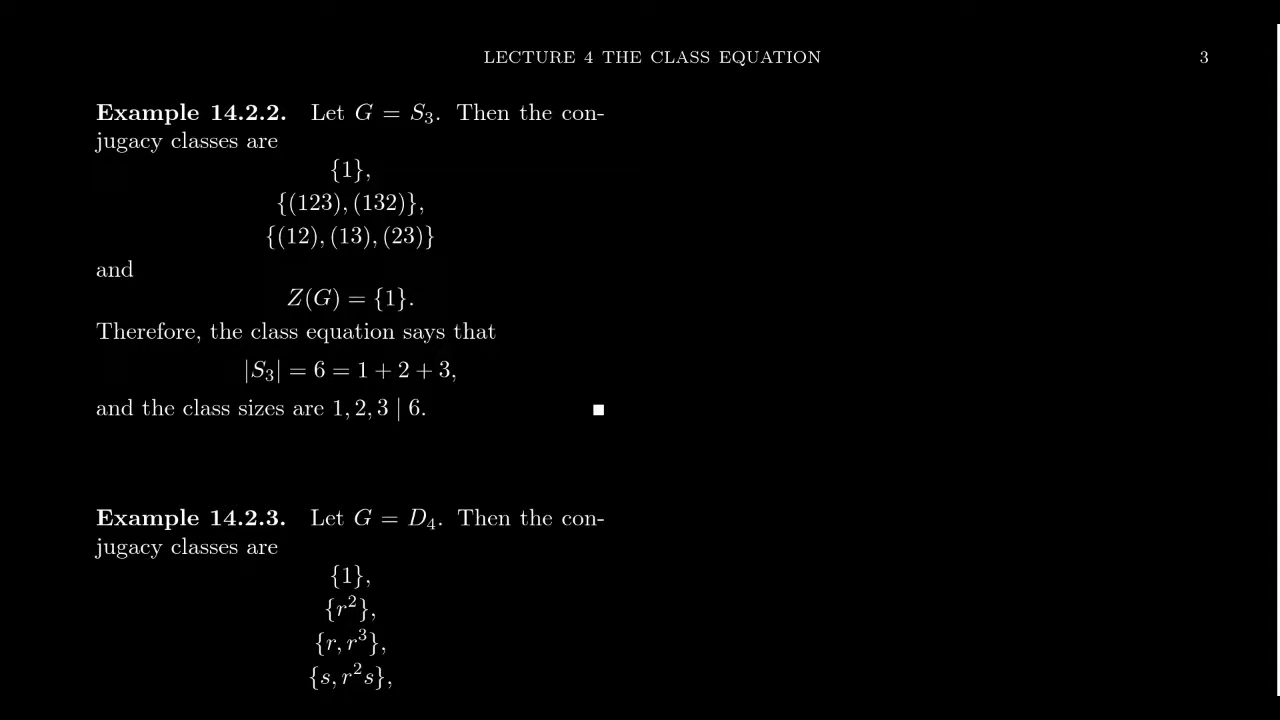 LECTURE 4 THE CLASS EQUATION 3
Example 14.2.2. Let G = S₃. Then the con-
jugacy classes are
{1},
{(123), (132)},
{(12), (13), (23)}
and
Z(G) = {1}.
Therefore, the class equation says that
|S₃| = 6 = 1 + 2 + 3,
and the class sizes are 1, 2, 3 | 6. ■
Example 14.2.3. Let G = D₄. Then the con-
jugacy classes are
{1},
{r²},
{r, r³},
{s, r²s},